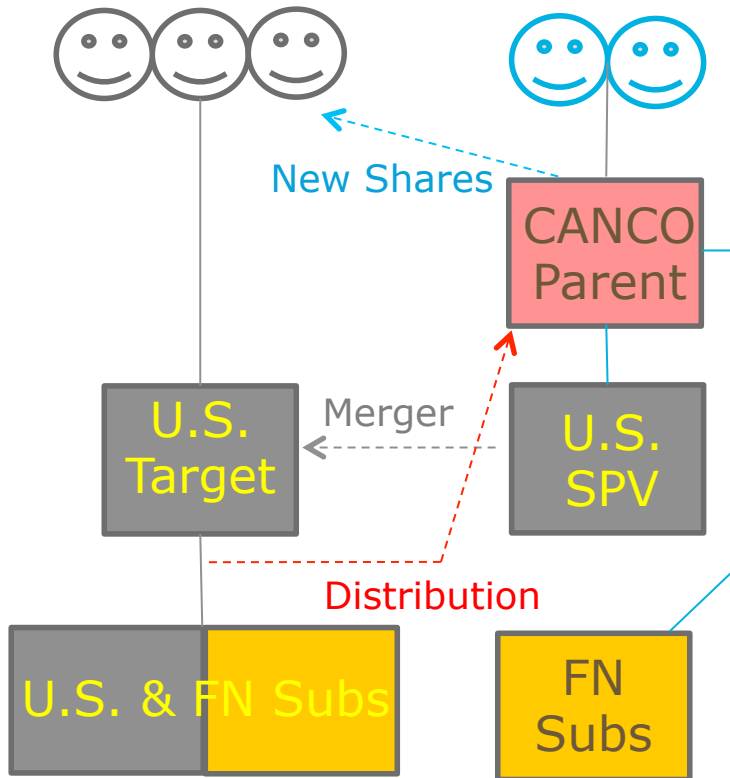 New Shares
CANCO
Parent
U.S.
Target
Merger
U.S.
SPV
Distribution
U.S. & FN Subs
FN
Subs